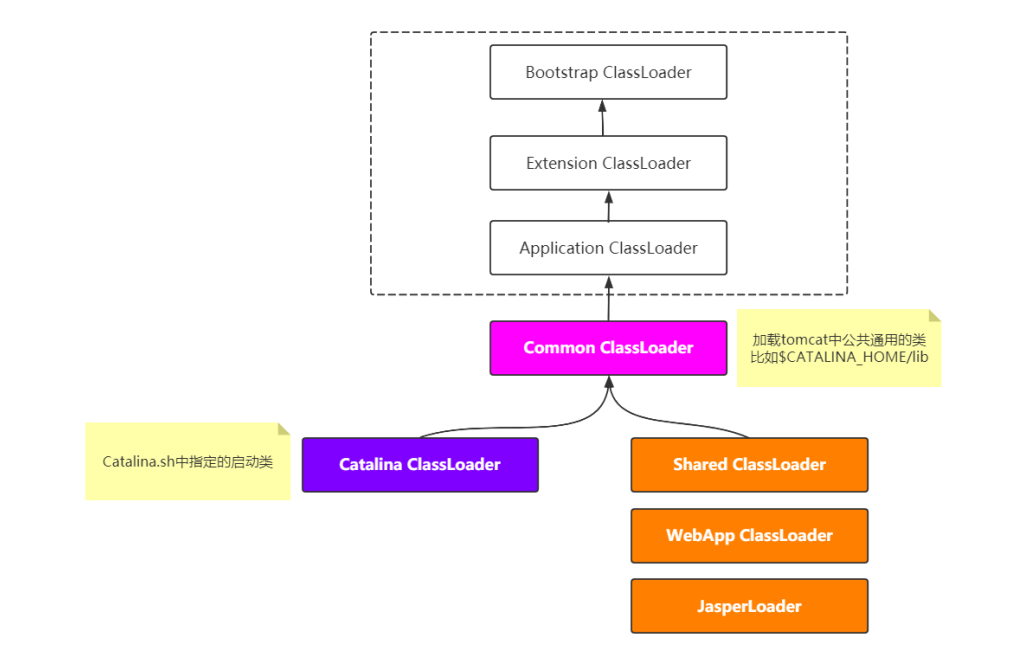 Bootstrap ClassLoader
Extension ClassLoader
Application ClassLoader
Common ClassLoader
加载tomcat中公共通用的类
比如$CATALINA_HOME/lib
Catalina.sh中指定的启动类
Catalina ClassLoader
Shared ClassLoader
WebApp ClassLoader
JasperLoader